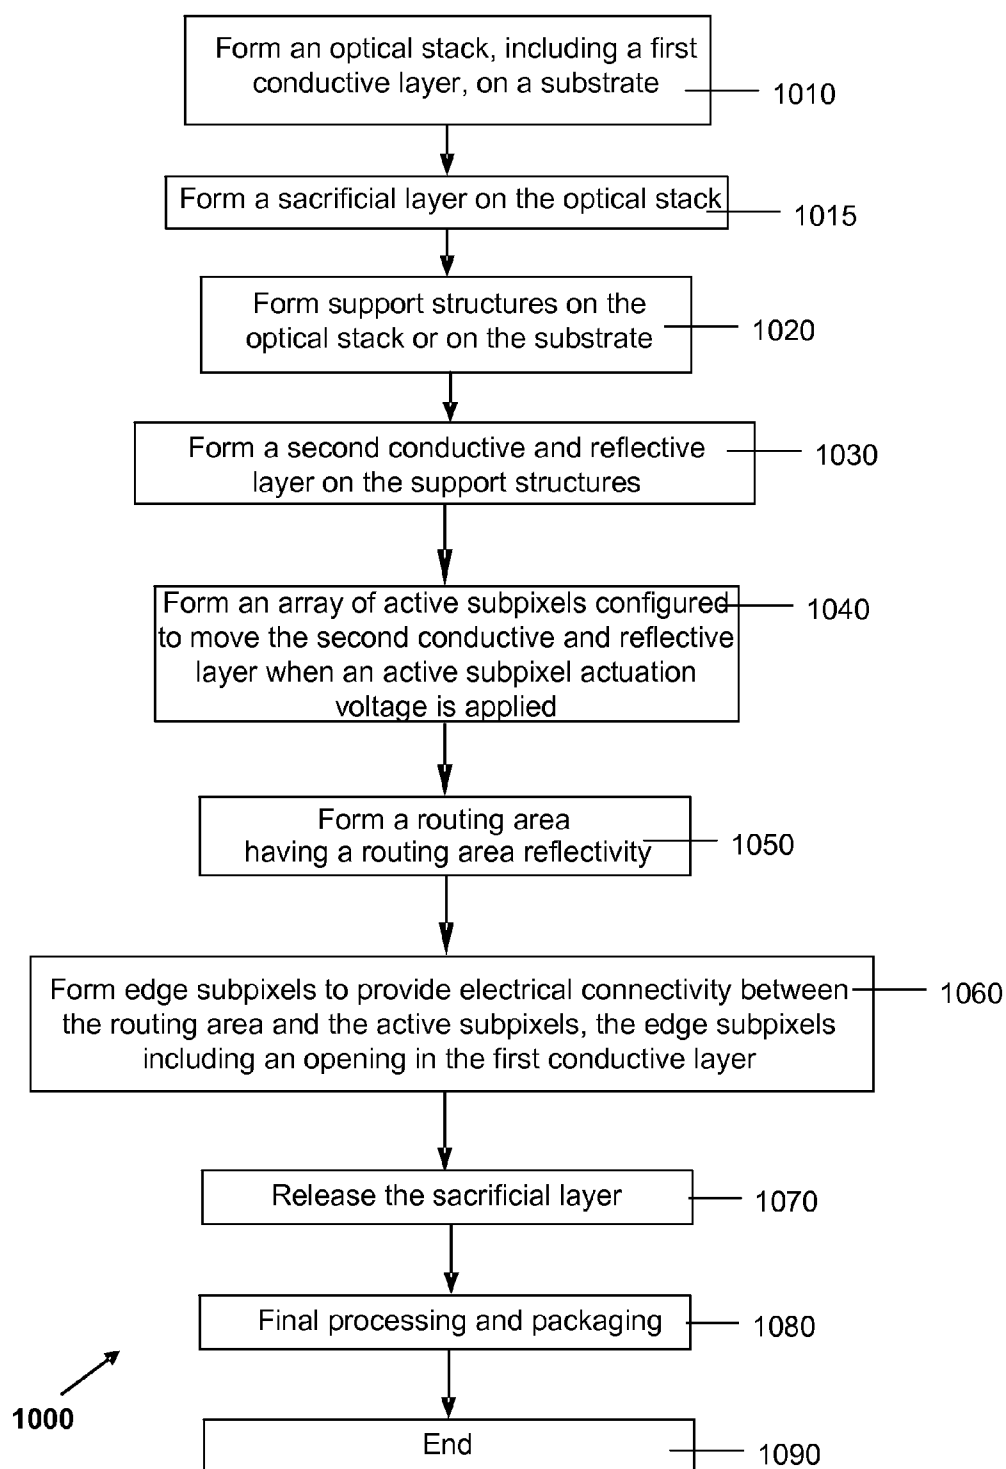 Form an optical stack, including a first
conductive layer, on a substrate
1010
Form a sacrificial layer on the optical stack
1015
Form support structures on the
optical stack or on the substrate
1020
Form a second conductive and reflective
layer on the support structures
1030
Form an array of active subpixels configured
to move the second conductive and reflective
layer when an active subpixel actuation
voltage is applied
1040
Form a routing area
having a routing area reflectivity
1050
Form edge subpixels to provide electrical connectivity between
the routing area and the active subpixels, the edge subpixels
including an opening in the first conductive layer
1060
Release the sacrificial layer
1070
Final processing and packaging
1080
1000
End
1090